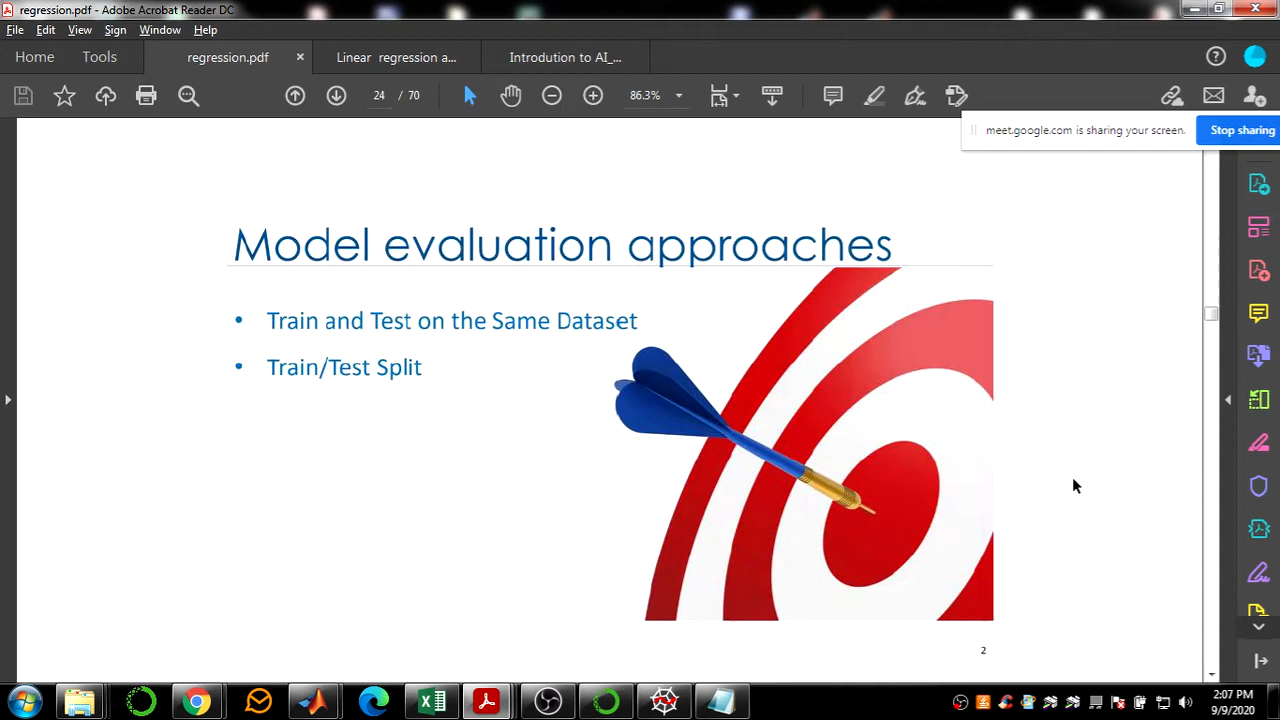 regression.pdf - Adobe Acrobat Reader DC
File Edit View Sign Window Help
Home Tools regression.pdf × Linear regression a... Introdution to AI_...
24 / 70 86.3%
meet.google.com is sharing your screen. Stop sharing
Model evaluation approaches
• Train and Test on the Same Dataset
• Train/Test Split
2
2:07 PM
9/9/2020